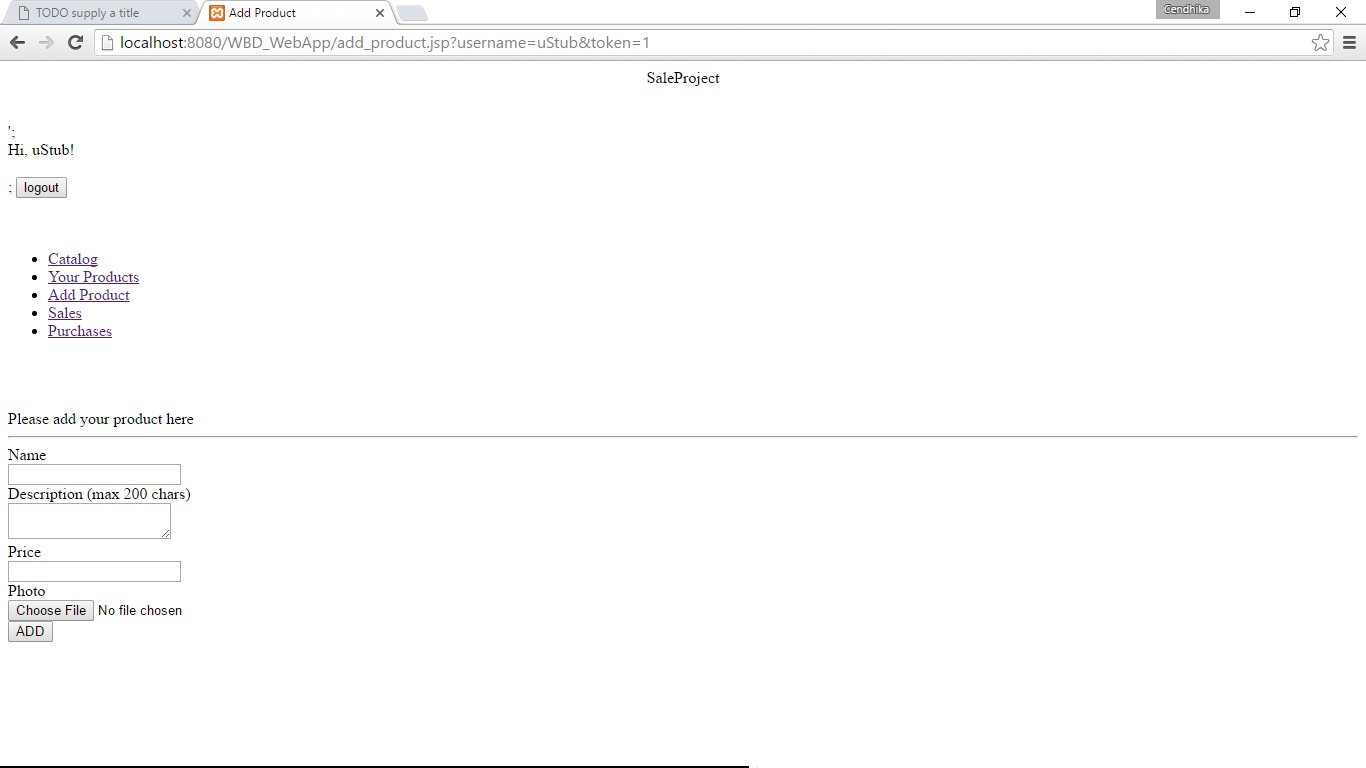 TODO supply a title
Add Product
Cendhika
localhost:8080/WBD_WebApp/add_product.jsp?username=uStub&token=1
SaleProject
';
Hi, uStub!
; logout
Catalog
Your Products
Add Product
Sales
Purchases
Please add your product here
Name
Description (max 200 chars)
Price
Photo
Choose File No file chosen
ADD